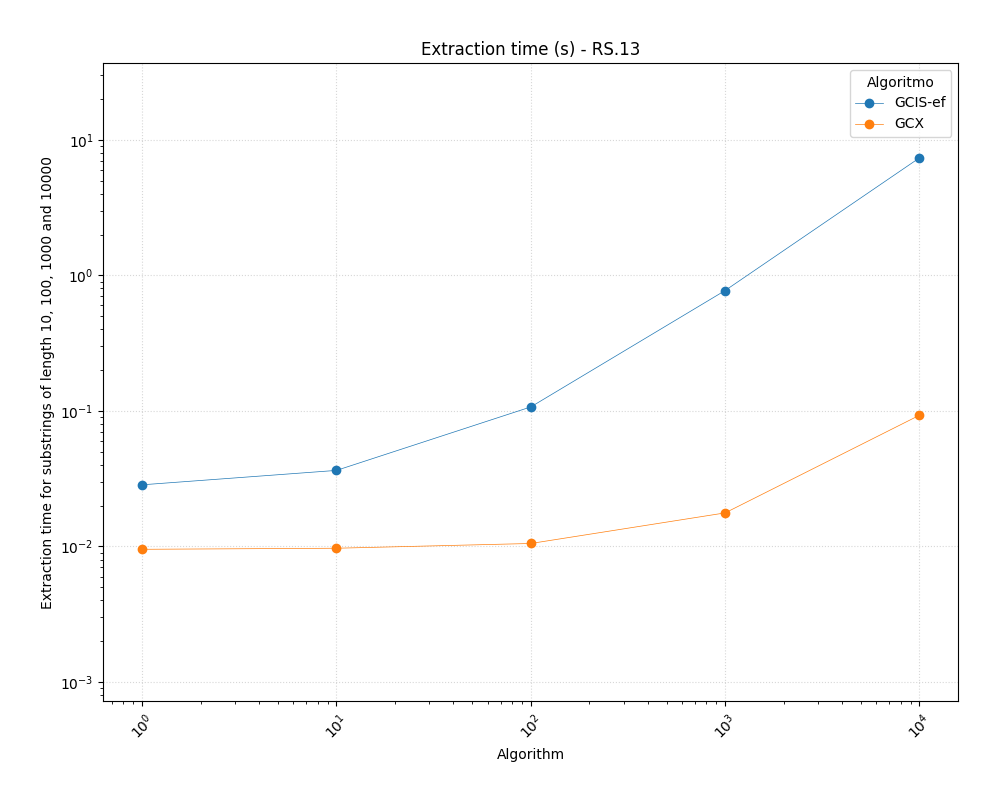 Extraction time (s) - RS.13
Algoritmo
GCIS-ef
GCX
Extraction time for substrings of length 10, 100, 1000 and 10000
10¹
10⁰
10⁻¹
10⁻²
10⁻³
10⁰ 10¹ 10² 10³ 10⁴
Algorithm